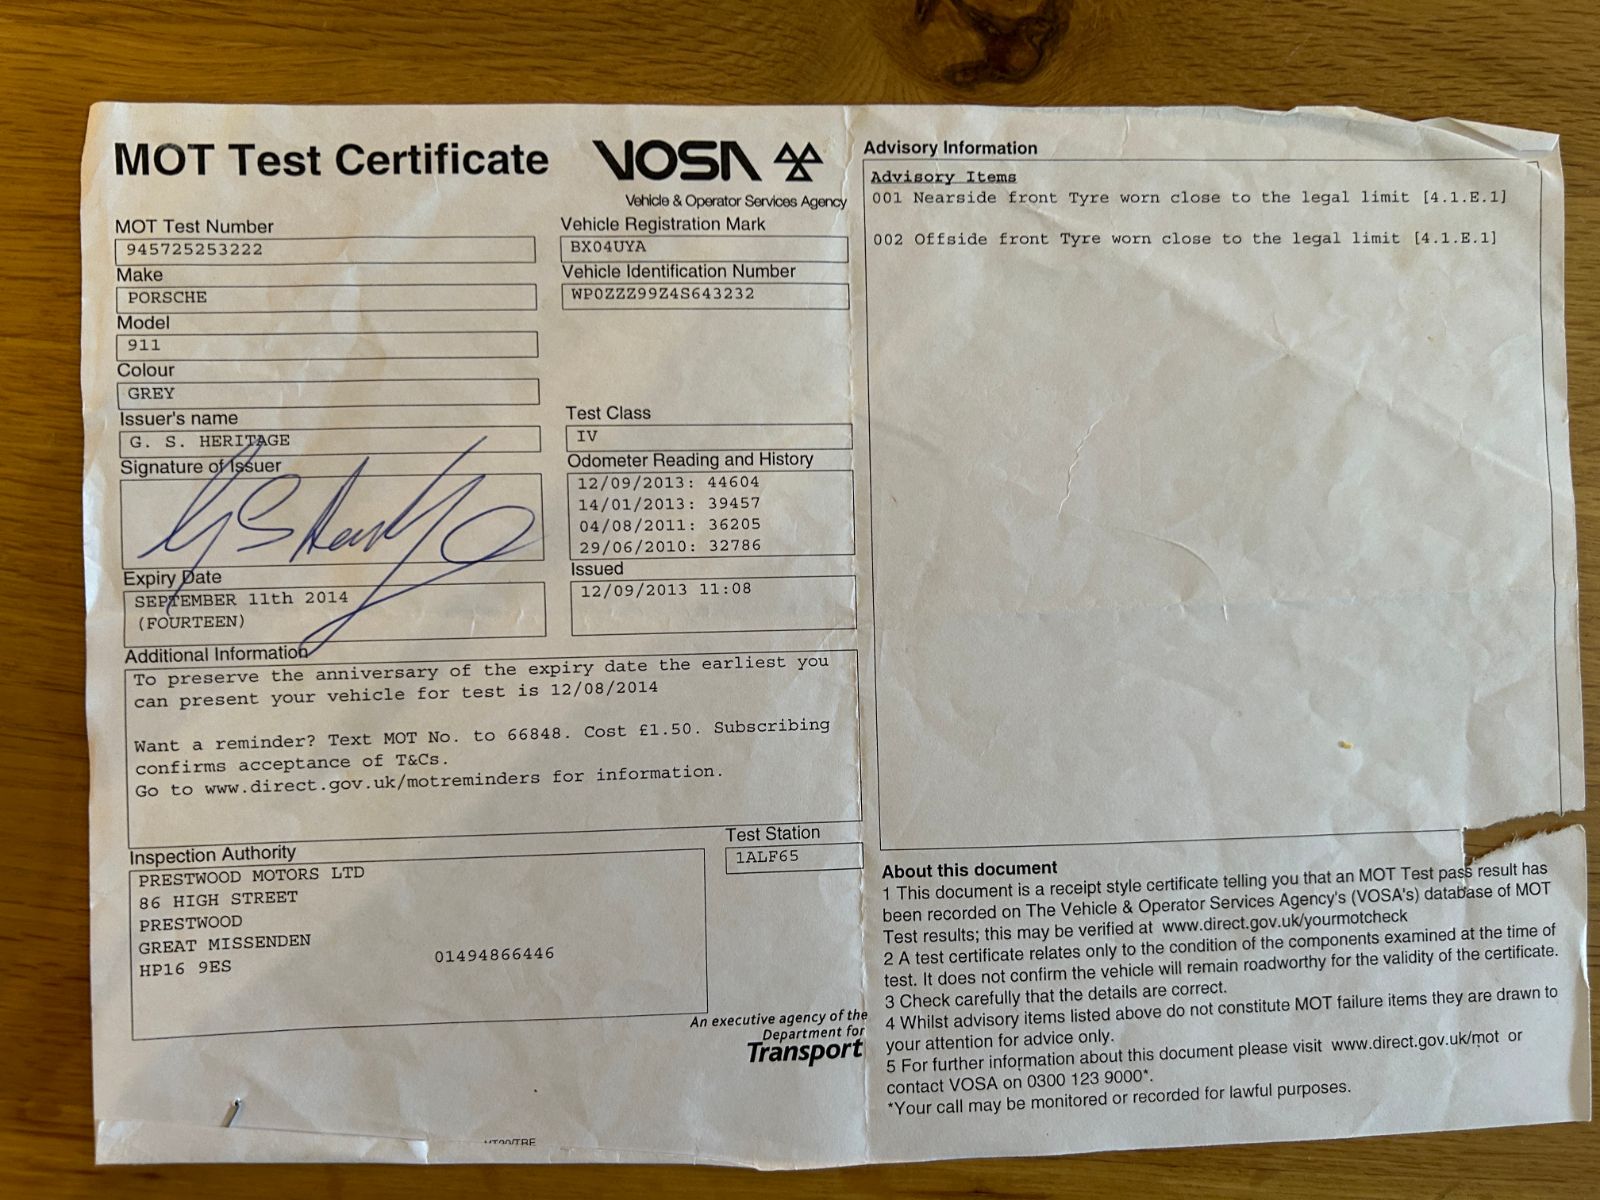 MOT Test Certificate
VOSA
Vehicle & Operator Services Agency
MOT Test Number
945725253222
Vehicle Registration Mark
BX04UYA
Make
PORSCHE
Vehicle Identification Number
WP0ZZZ99Z4S643232
Model
911
Colour
GREY
Issuer's name
G. S. HERITAGE
Test Class
IV
Signature of Issuer
Odometer Reading and History
12/09/2013: 44604
14/01/2013: 39457
04/08/2011: 36205
29/06/2010: 32786
Expiry Date
SEPTEMBER 11th 2014
(FOURTEEN)
Issued
12/09/2013 11:08
Additional Information
To preserve the anniversary of the expiry date the earliest you
can present your vehicle for test is 12/08/2014
Want a reminder? Text MOT No. to 66848. Cost £1.50. Subscribing
confirms acceptance of T&Cs.
Go to www.direct.gov.uk/motreminders for information.
Test Station
1ALF65
Inspection Authority
PRESTWOOD MOTORS LTD
86 HIGH STREET
PRESTWOOD
GREAT MISSENDEN
HP16 9ES
01494866446
An executive agency of the
Department for
Transport
Advisory Information
Advisory Items
001 Nearside front Tyre worn close to the legal limit [4.1.E.1]
002 Offside front Tyre worn close to the legal limit [4.1.E.1]
About this document
1 This document is a receipt style certificate telling you that an MOT Test pass result has
been recorded on The Vehicle & Operator Services Agency's (VOSA's) database of MOT
Test results; this may be verified at www.direct.gov.uk/yourmotcheck
2 A test certificate relates only to the condition of the components examined at the time of
test. It does not confirm the vehicle will remain roadworthy for the validity of the certificate.
3 Check carefully that the details are correct.
4 Whilst advisory items listed above do not constitute MOT failure items they are drawn to
your attention for advice only.
5 For further information about this document please visit www.direct.gov.uk/mot or
contact VOSA on 0300 123 9000*.
*Your call may be monitored or recorded for lawful purposes.